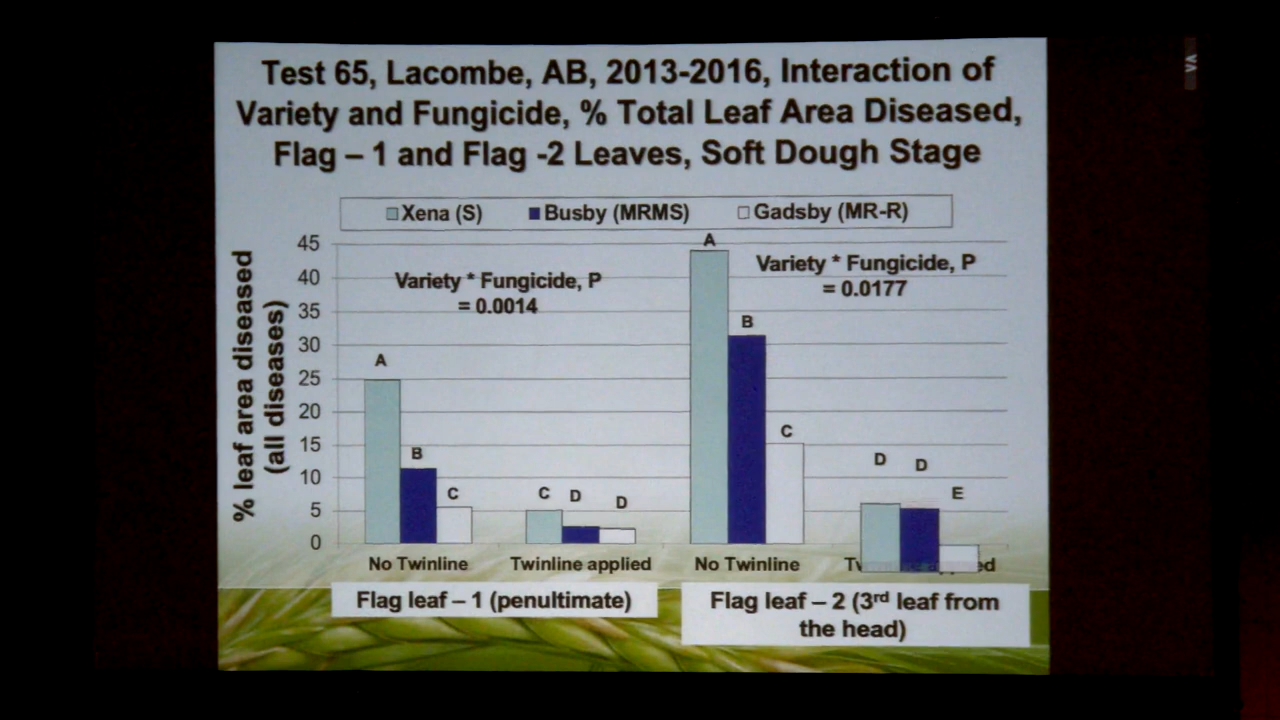 Test 65, Lacombe, AB, 2013-2016, Interaction of
Variety and Fungicide, % Total Leaf Area Diseased,
Flag – 1 and Flag -2 Leaves, Soft Dough Stage
Xena (S) Busby (MRMS) Gadsby (MR-R)
% leaf area diseased
(all diseases)
45
40
35
30
25
20
15
10
5
0
Variety * Fungicide, P
= 0.0014
Variety * Fungicide, P
= 0.0177
A
B
C
C
D
D
A
B
C
D
D
E
No Twinline
Twinline applied
No Twinline
Flag leaf – 1 (penultimate)
Flag leaf – 2 (3rd leaf from
the head)